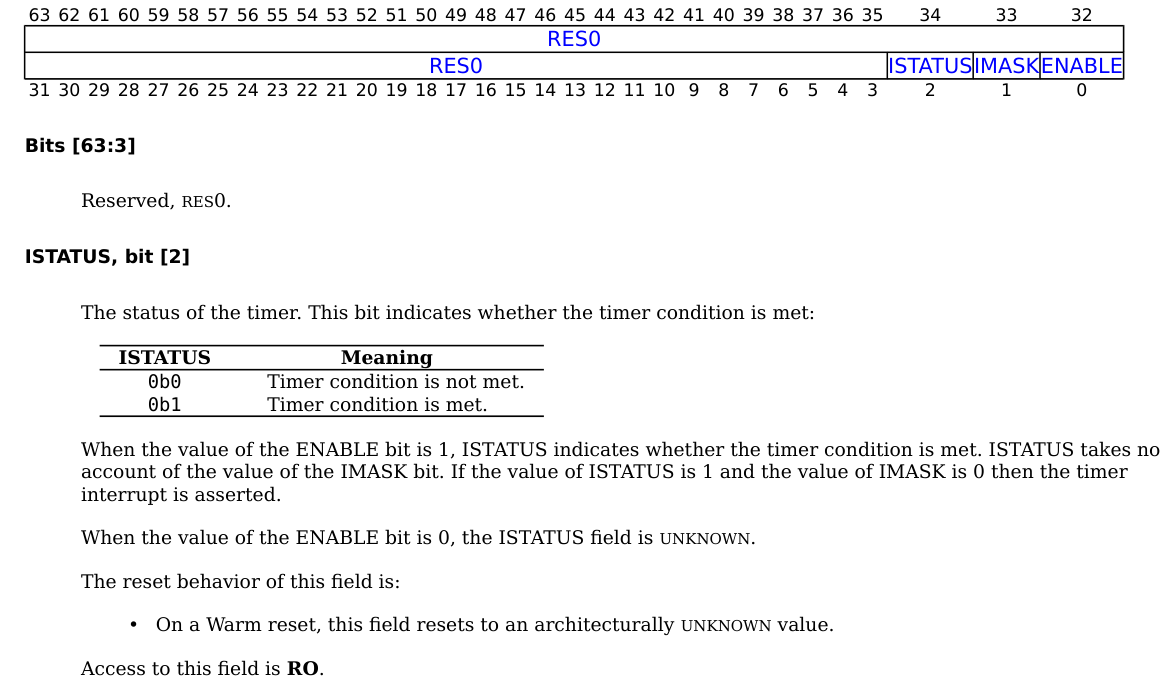 63 62 61 60 59 58 57 56 55 54 53 52 51 50 49 48 47 46 45 44 43 42 41 40 39 38 37 36 35 34 33 32
RES0
RES0 ISTATUS IMASK ENABLE
31 30 29 28 27 26 25 24 23 22 21 20 19 18 17 16 15 14 13 12 11 10 9 8 7 6 5 4 3 2 1 0
Bits [63:3]
Reserved, RES0.
ISTATUS, bit [2]
The status of the timer. This bit indicates whether the timer condition is met:
ISTATUS Meaning
0b0 Timer condition is not met.
0b1 Timer condition is met.
When the value of the ENABLE bit is 1, ISTATUS indicates whether the timer condition is met. ISTATUS takes no
account of the value of the IMASK bit. If the value of ISTATUS is 1 and the value of IMASK is 0 then the timer
interrupt is asserted.
When the value of the ENABLE bit is 0, the ISTATUS field is UNKNOWN.
The reset behavior of this field is:
• On a Warm reset, this field resets to an architecturally UNKNOWN value.
Access to this field is RO.